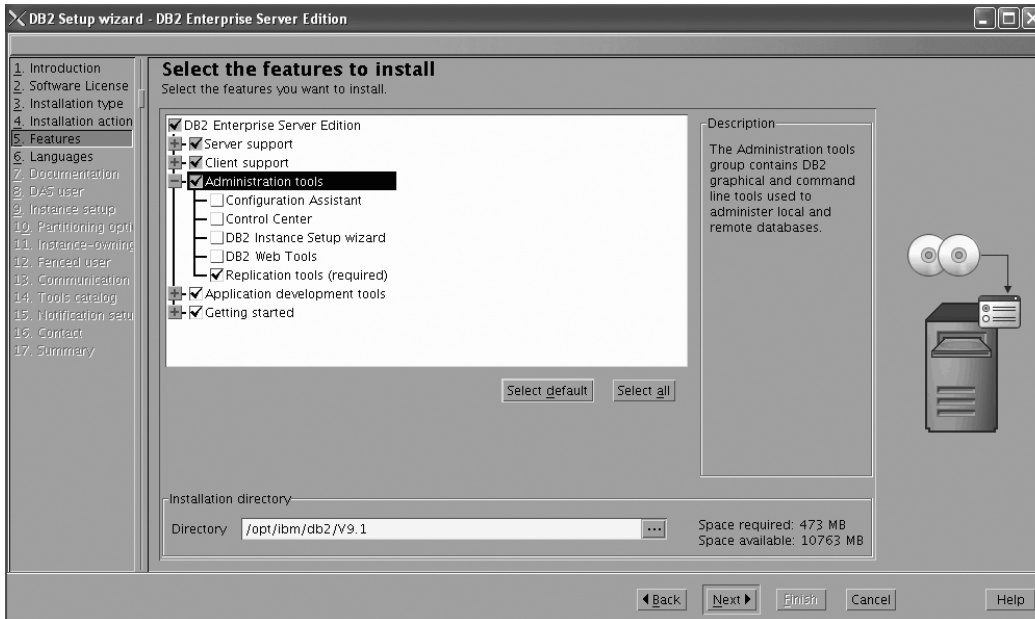 DB2 Setup wizard - DB2 Enterprise Server Edition
1. Introduction
2. Software License
3. Installation type
4. Installation action
5. Features
6. Languages
7. Documentation
8. DAS user
9. Instance setup
10. Partitioning opti
11. Instance-owning
12. Fenced user
13. Communication
14. Tools catalog
15. Notification setu
16. Contact
17. Summary
Select the features to install
Select the features you want to install.
DB2 Enterprise Server Edition
Server support
Client support
Administration tools
Configuration Assistant
Control Center
DB2 Instance Setup wizard
DB2 Web Tools
Replication tools (required)
Application development tools
Getting started
Select default
Select all
Description
The Administration tools
group contains DB2
graphical and command
line tools used to
administer local and
remote databases.
Installation directory
Directory /opt/ibm/db2/V9.1 ...
Space required: 473 MB
Space available: 10763 MB
Back Next Finish Cancel Help